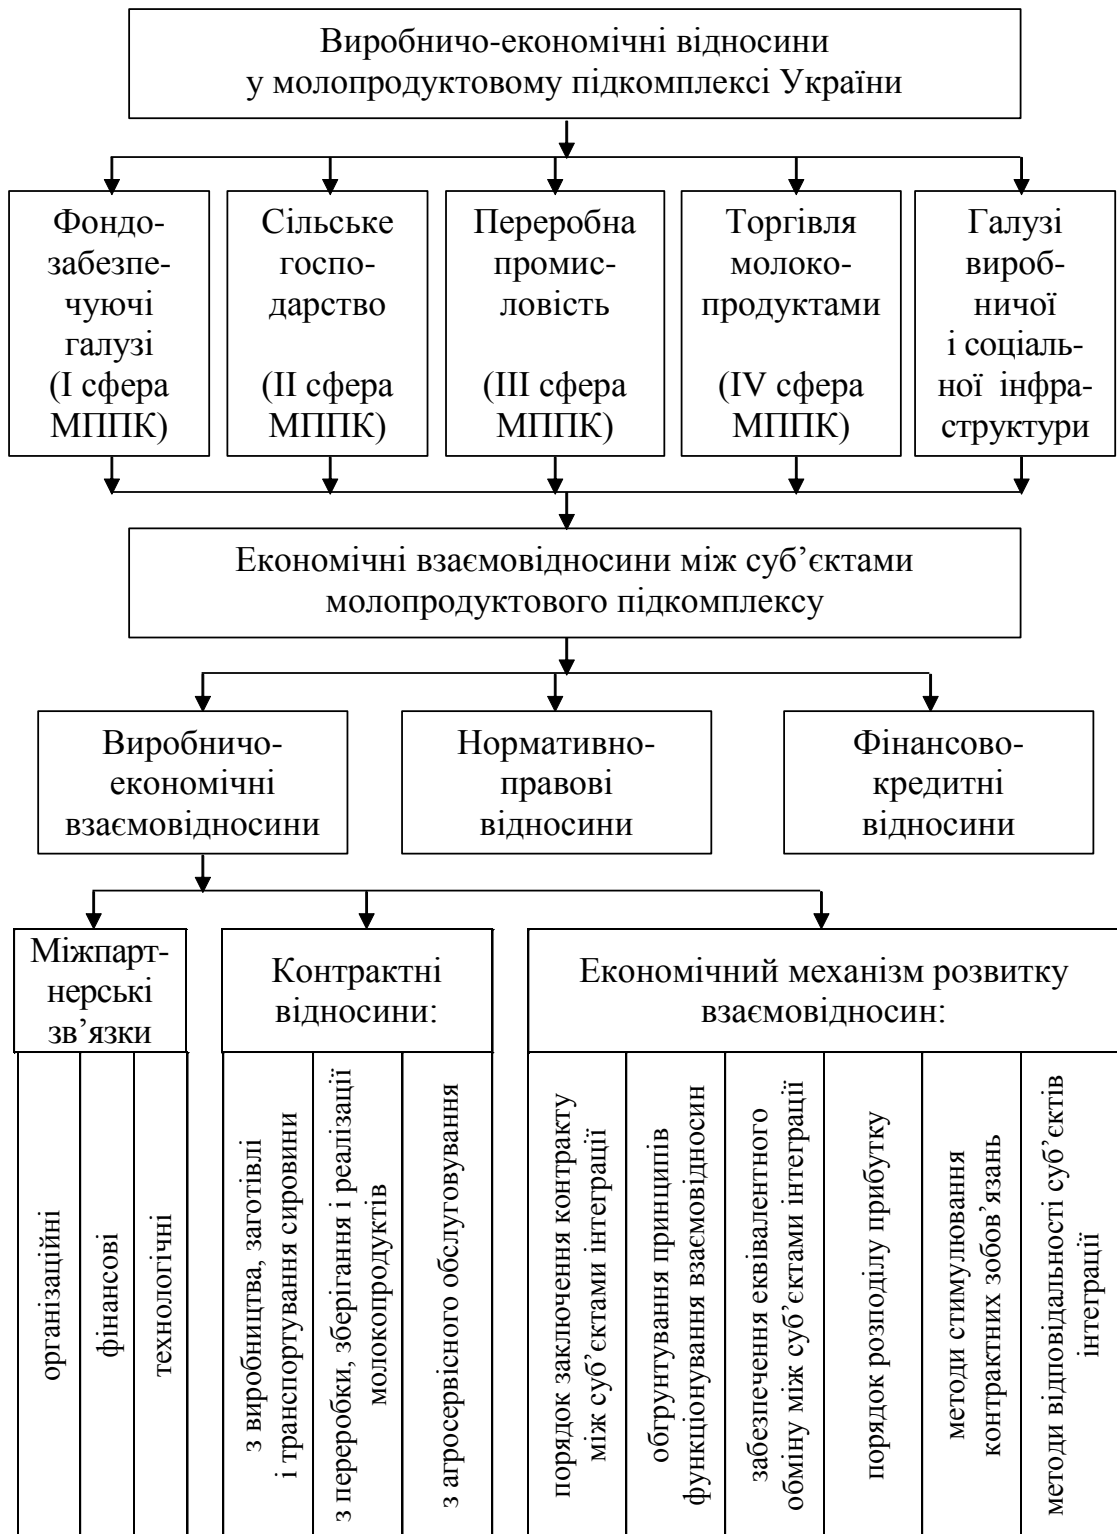 Виробничо-економічні відносини
у молопродуктовому підкомплексі України
Фондо-
забезпе-
чуючі
галузі
(I сфера
МППК)
Сільське
госпо-
дарство
(II сфера
МППК)
Переробна
промис-
ловість
(III сфера
МППК)
Торгівля
молоко-
продуктами
(IV сфера
МППК)
Галузі
вироб-
ничої
і соціаль-
ної інфра-
структури
Економічні взаємовідносини між суб’єктами
молопродуктового підкомплексу
Виробничо-
економічні
взаємовідносини
Нормативно-
правові
відносини
Фінансово-
кредитні
відносини
Міжпарт-
нерські
зв’язки
організаційні
фінансові
технологічні
Контрактні
відносини:
з виробництва, заготівлі
і транспортування сировини
з переробки, зберігання і реалізації
молокопродуктів
з агросервісного обслуговування
Економічний механізм розвитку
взаємовідносин:
порядок заключення контракту
між суб’єктами інтеграції
обгрунтування принципів
функціонування взаємовідносин
забезпечення еквівалентного
обміну між суб’єктами інтеграції
порядок розподілу прибутку
методи стимулювання
контрактних зобов’язань
методи відповідальності суб’єктів
інтеграції